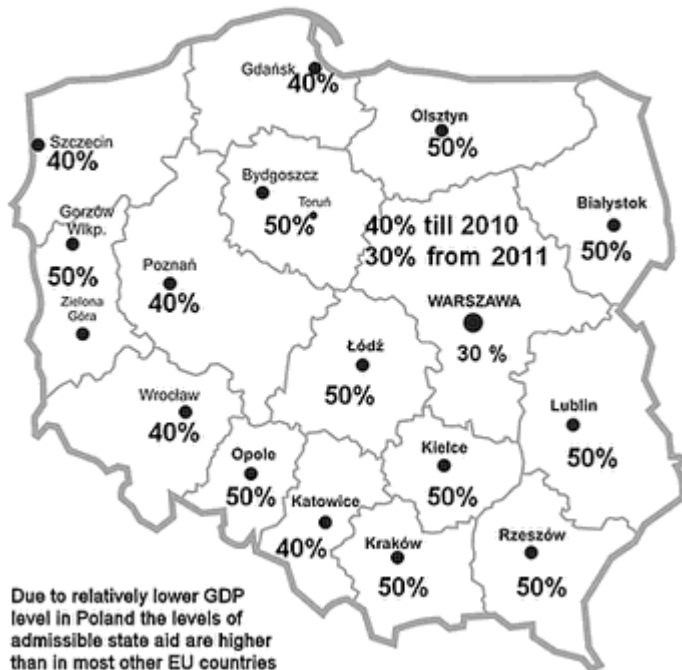 Gdańsk
40%
Szczecin
40%
Olsztyn
50%
Bydgoszcz
Toruń
50%
Białystok
50%
Gorzów
Wlkp.
50%
Zielona
Góra
Poznań
40%
40% till 2010
30% from 2011
WARSZAWA
30 %
Łódź
50%
Wrocław
40%
Lublin
50%
Opole
50%
Kielce
50%
Katowice
40%
Kraków
50%
Rzeszów
50%
Due to relatively lower GDP
level in Poland the levels of
admissible state aid are higher
than in most other EU countries